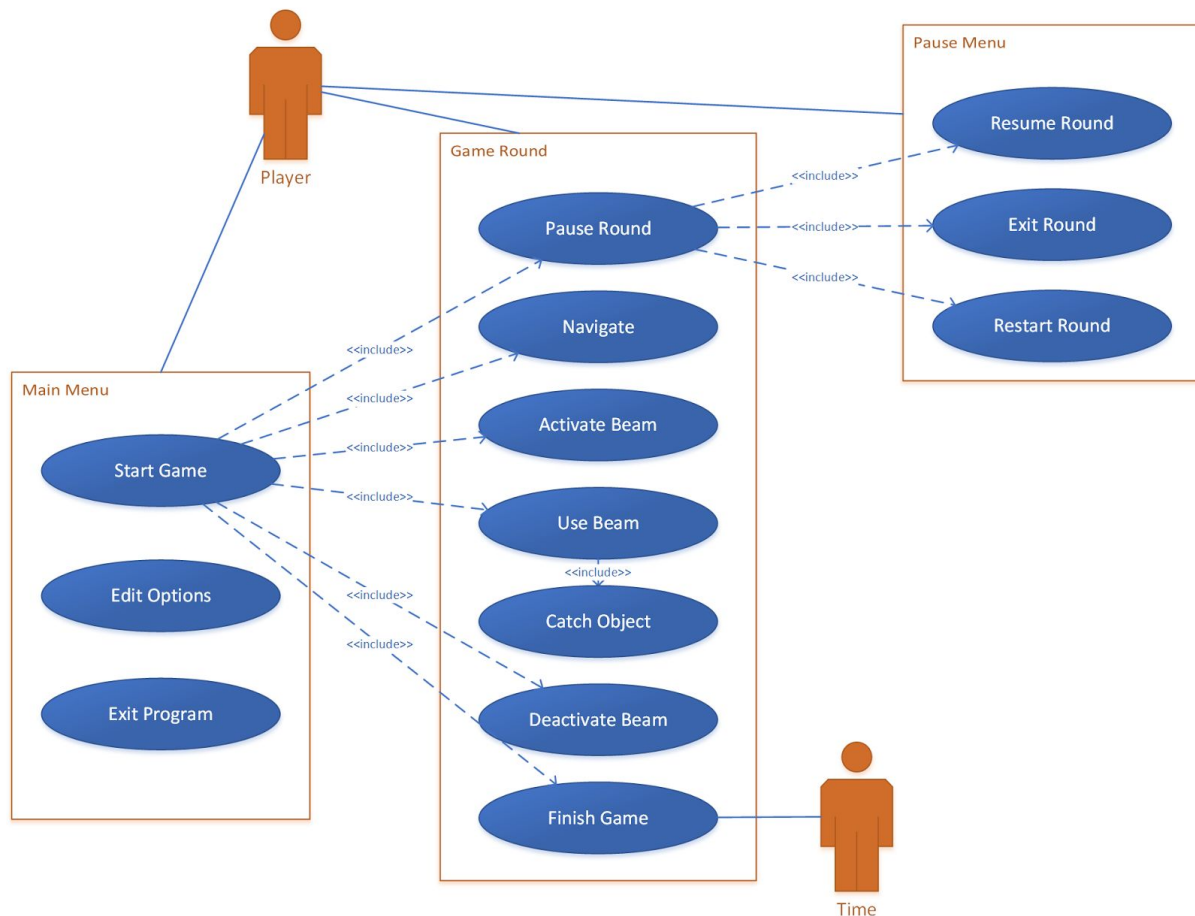 Player
Pause Menu
Resume Round
Exit Round
Restart Round
<<include>>
<<include>>
<<include>>
Game Round
Pause Round
Navigate
Activate Beam
Use Beam
<<include>>
Catch Object
Deactivate Beam
Finish Game
<<include>>
<<include>>
<<include>>
<<include>>
<<include>>
<<include>>
Main Menu
Start Game
Edit Options
Exit Program
Time